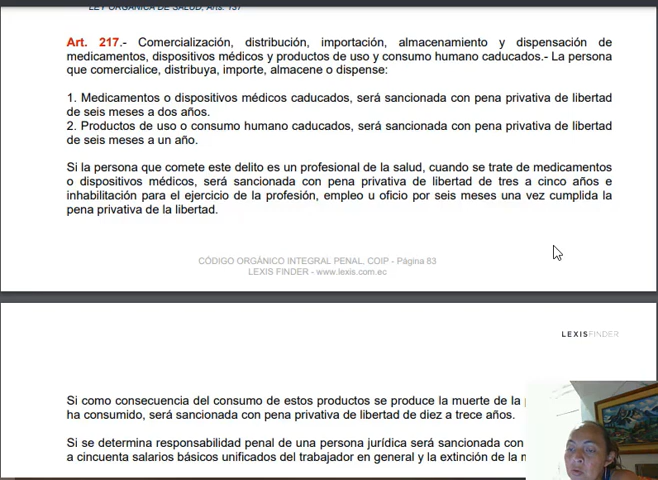 LEY ORGANICA DE SALUD, Arts. 137
Art. 217.- Comercialización, distribución, importación, almacenamiento y dispensación de
medicamentos, dispositivos médicos y productos de uso y consumo humano caducados.- La persona
que comercialice, distribuya, importe, almacene o dispense:
1. Medicamentos o dispositivos médicos caducados, será sancionada con pena privativa de libertad
de seis meses a dos años.
2. Productos de uso o consumo humano caducados, será sancionada con pena privativa de libertad
de seis meses a un año.
Si la persona que comete este delito es un profesional de la salud, cuando se trate de medicamentos
o dispositivos médicos, será sancionada con pena privativa de libertad de tres a cinco años e
inhabilitación para el ejercicio de la profesión, empleu u oficio por seis meses una vez cumplida la
pena privativa de la libertad.
CÓDIGO ORGÁNICO INTEGRAL PENAL, COIP - Página 83
LEXIS FINDER - www.lexis.com.ec
LEXISFINDER
Si como consecuencia del consumo de estos productos se produce la muerte de la
ha consumido, será sancionada con pena privativa de libertad de diez a trece años.
Si se determina responsabilidad penal de una persona jurídica será sancionada con
a cincuenta salarios básicos unificados del trabajador en general y la extinción de la